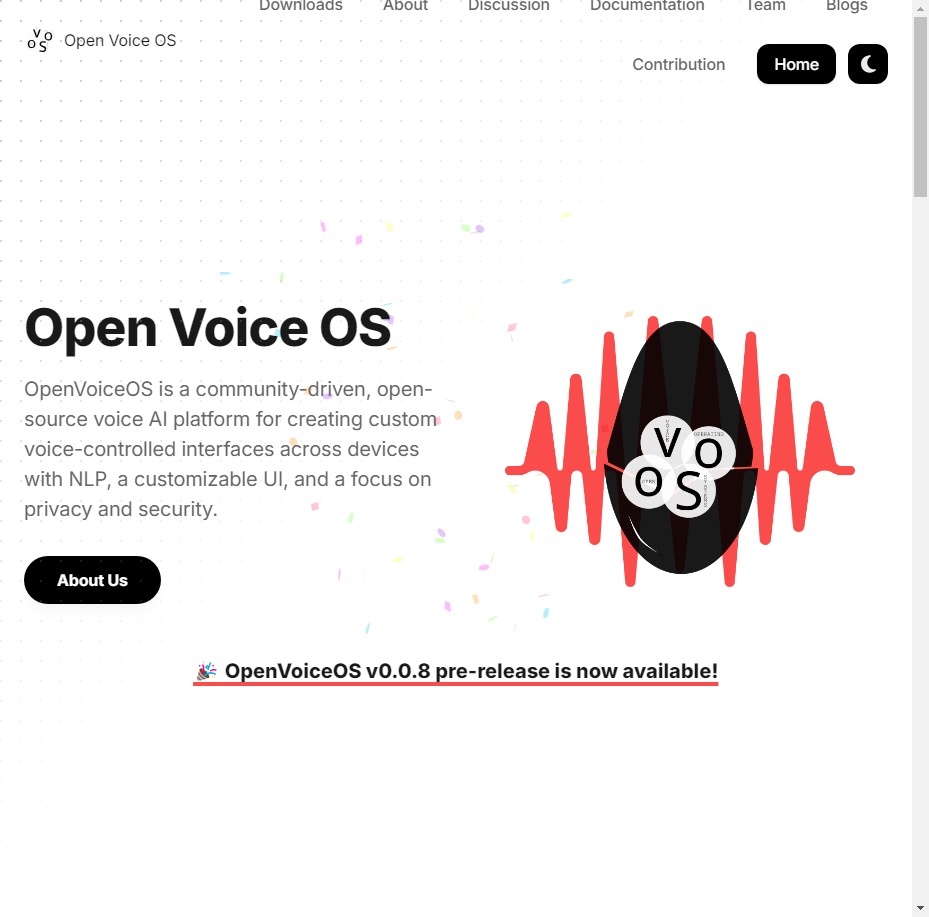 Downloads About Discussion Documentation Team Blogs
Open Voice OS
Contribution Home
Open Voice OS
OpenVoiceOS is a community-driven, open-
source voice AI platform for creating custom
voice-controlled interfaces across devices
with NLP, a customizable UI, and a focus on
privacy and security.
V O
O S
About Us
🎉 OpenVoiceOS v0.0.8 pre-release is now available!